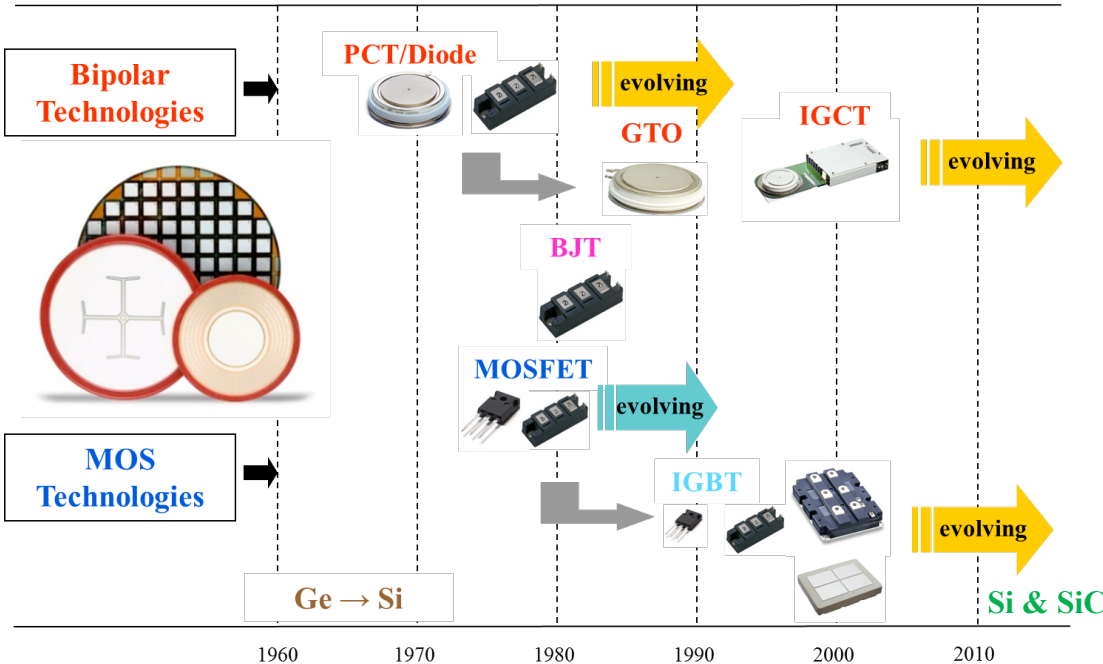 Bipolar
Technologies
PCT/Diode
evolving
GTO
IGCT
evolving
BJT
MOSFET
evolving
MOS
Technologies
IGBT
evolving
Ge → Si
Si & SiC
1960
1970
1980
1990
2000
2010